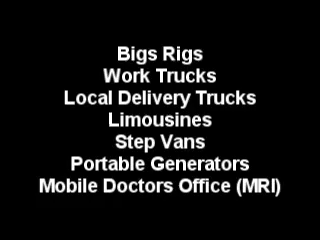 Bigs Rigs
Work Trucks
Local Delivery Trucks
Limousines
Step Vans
Portable Generators
Mobile Doctors Office (MRI)